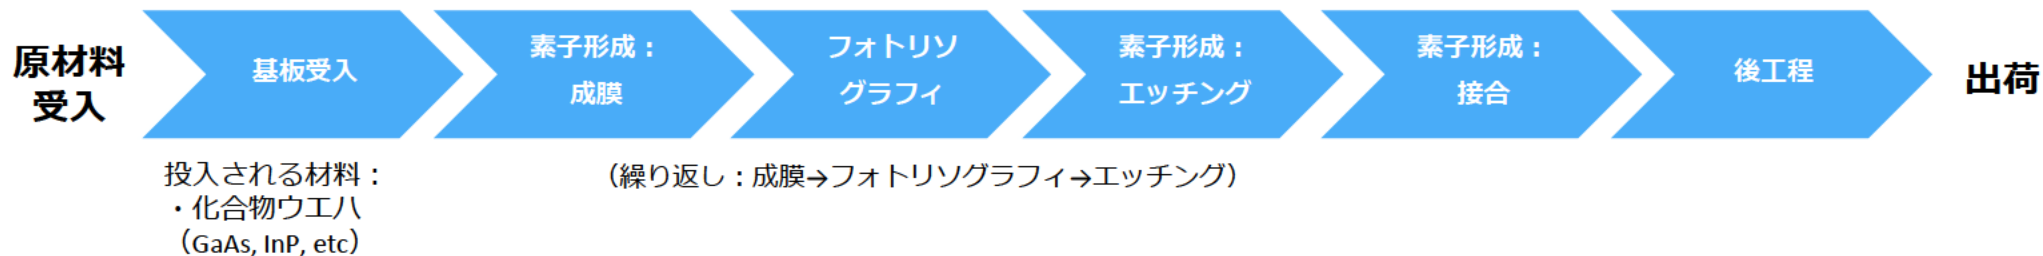 原材料
受入
基板受入
素子形成：
成膜
フォトリソ
グラフィ
素子形成：
エッチング
素子形成：
接合
後工程
出荷
投入される材料：
・化合物ウエハ
（GaAs, InP, etc）
（繰り返し：成膜→フォトリソグラフィ→エッチング）